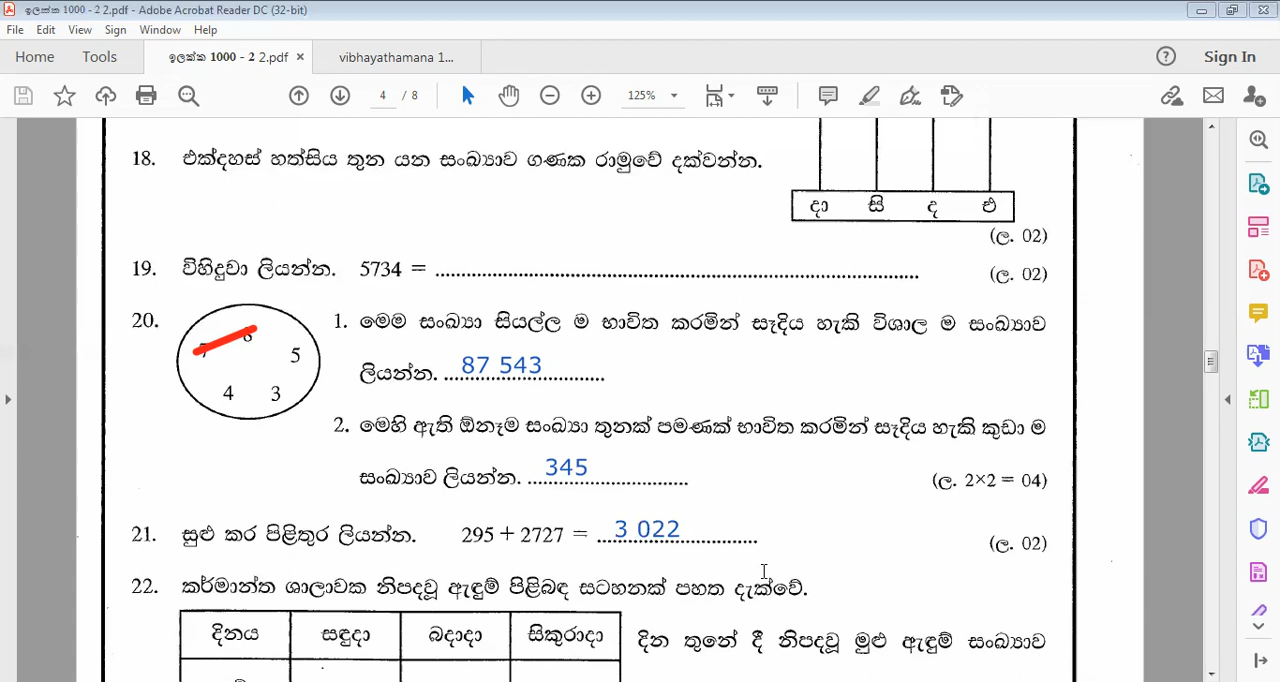 ඉලක්ක 1000 - 2 2.pdf - Adobe Acrobat Reader DC (32-bit)
File Edit View Sign Window Help
Home Tools ඉලක්ක 1000 - 2 2.pdf × vibhayathamana 1... ? Sign In
4 / 8 125%
18. එක්දහස් හත්සිය තුන යන සංඛ්‍යාව ගණක රාමුවේ දක්වන්න.
දා සි ද එ
(ල. 02)
19. විහිදුවා ලියන්න. 5734 = ................................ (ල. 02)
20. 1. මෙම සංඛ්‍යා සියල්ල ම භාවිත කරමින් සෑදිය හැකි විශාල ම සංඛ්‍යාව
5
ලියන්න. 87 543
4 3
2. මෙහි ඇති ඕනෑම සංඛ්‍යා තුනක් පමණක් භාවිත කරමින් සෑදිය හැකි කුඩා ම
සංඛ්‍යාව ලියන්න. 345 (ල. 2×2 = 04)
21. සුළු කර පිළිතුර ලියන්න. 295 + 2727 = 3 022 (ල. 02)
22. කර්මාන්ත ශාලාවක නිපදවූ ඇඳුම් පිළිබඳ සටහනක් පහත දැක්වේ.
දිනය සඳුදා බදාදා සිකුරාදා දින තුනේ දී නිපදවූ මුළු ඇඳුම් සංඛ්‍යාව